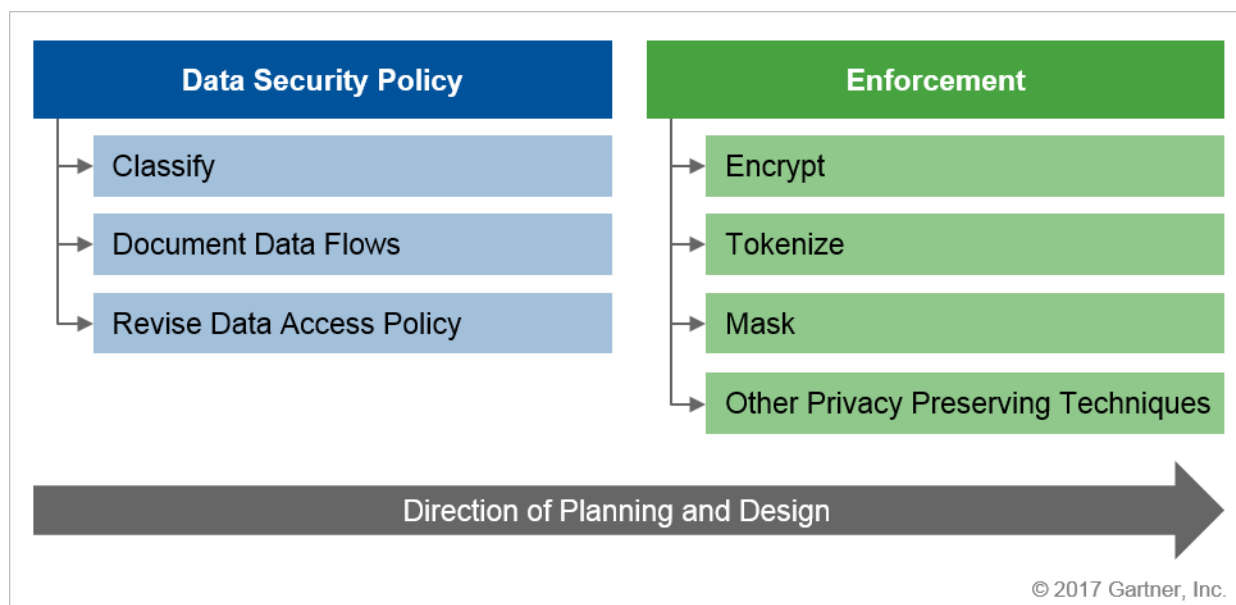 Data Security Policy
Classify
Document Data Flows
Revise Data Access Policy
Enforcement
Encrypt
Tokenize
Mask
Other Privacy Preserving Techniques
Direction of Planning and Design
© 2017 Gartner, Inc.